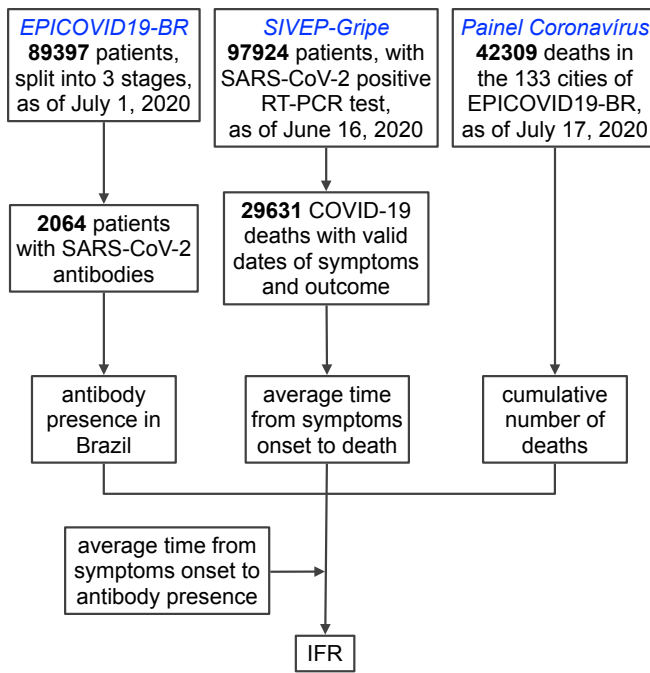 EPICOVID19-BR
89397 patients,
split into 3 stages,
as of July 1, 2020
SIVEP-Gripe
97924 patients, with
SARS-CoV-2 positive
RT-PCR test,
as of June 16, 2020
Painel Coronavírus
42309 deaths in
the 133 cities of
EPICOVID19-BR,
as of July 17, 2020
2064 patients
with SARS-CoV-2
antibodies
29631 COVID-19
deaths with valid
dates of symptoms
and outcome
antibody
presence in
Brazil
average time
from symptoms
onset to death
cumulative
number of
deaths
average time from
symptoms onset to
antibody presence
IFR